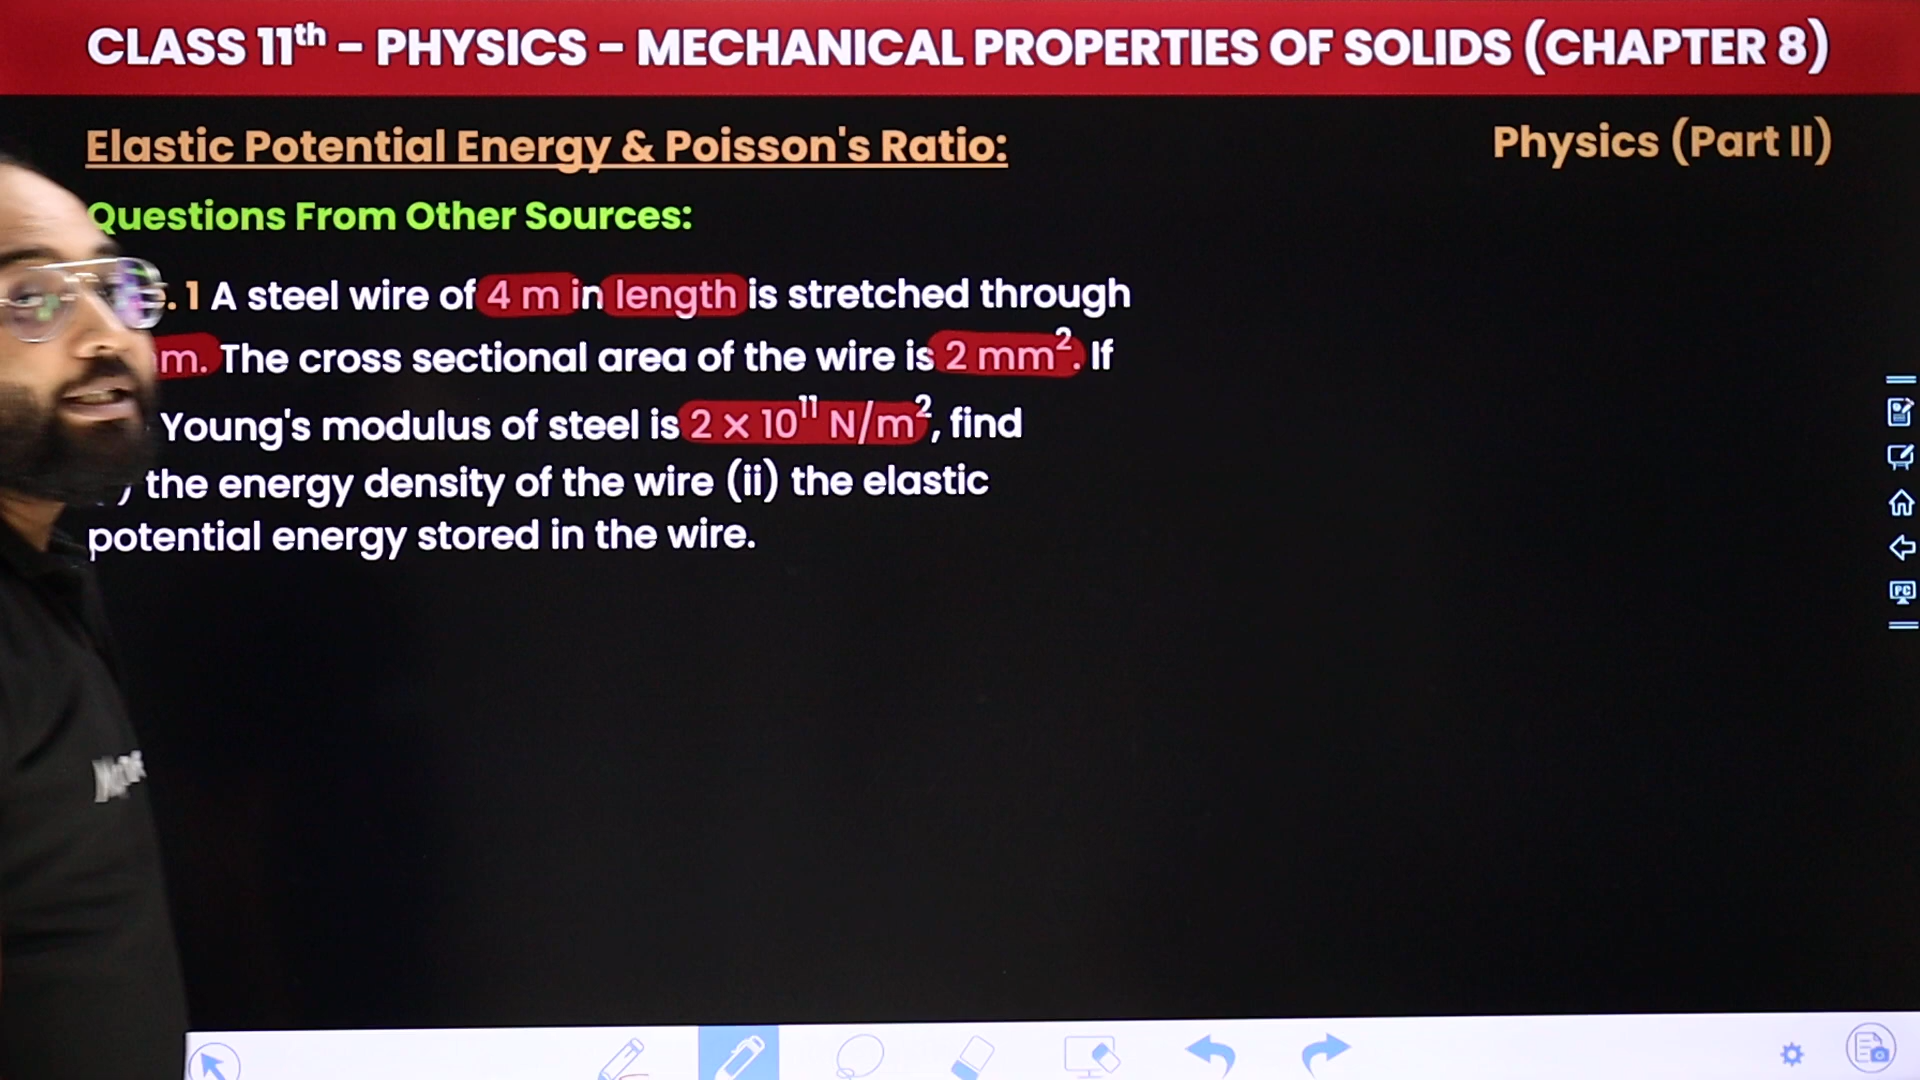 CLASS 11th – PHYSICS – MECHANICAL PROPERTIES OF SOLIDS (CHAPTER 8)
Elastic Potential Energy & Poisson's Ratio:
Physics (Part II)
Questions From Other Sources:
. 1 A steel wire of 4 m in length is stretched through
m. The cross sectional area of the wire is 2 mm². If
Young's modulus of steel is 2 × 10¹¹ N/m², find
) the energy density of the wire (ii) the elastic
potential energy stored in the wire.
PC